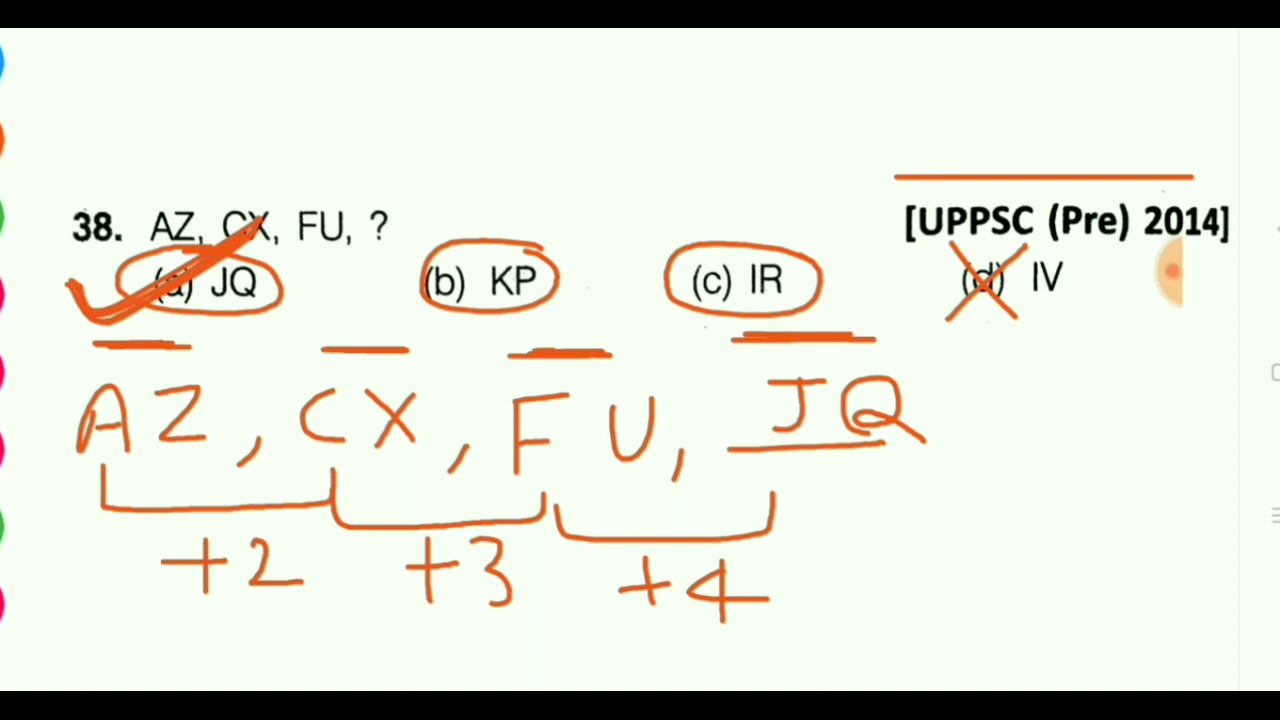 [UPPSC (Pre) 2014]
38. AZ, CX, FU, ?
(a) JQ (b) KP (c) IR (d) IV
AZ, CX, FU, JQ
+2 +3 +4